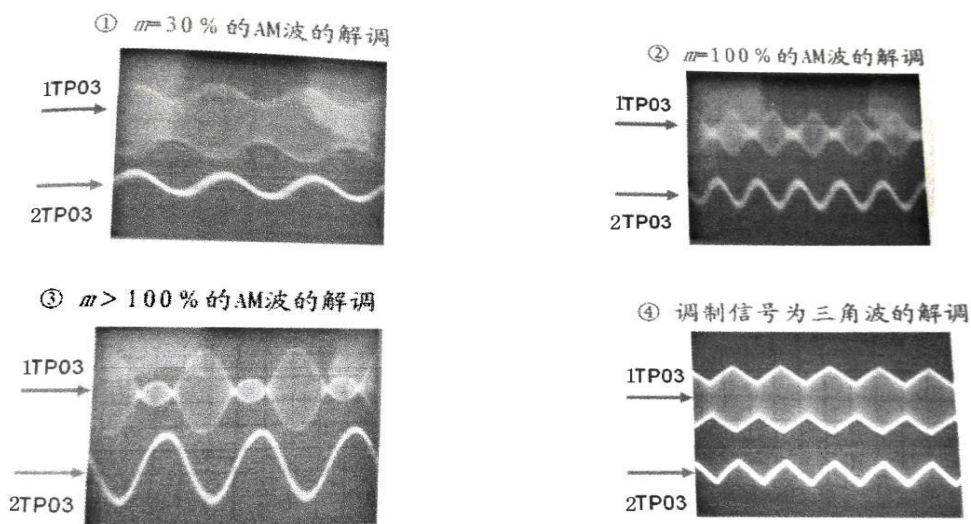 ① m=30%的AM波的解调
1TP03
2TP03
② m=100%的AM波的解调
1TP03
2TP03
③ m>100%的AM波的解调
1TP03
2TP03
④ 调制信号为三角波的解调
1TP03
2TP03